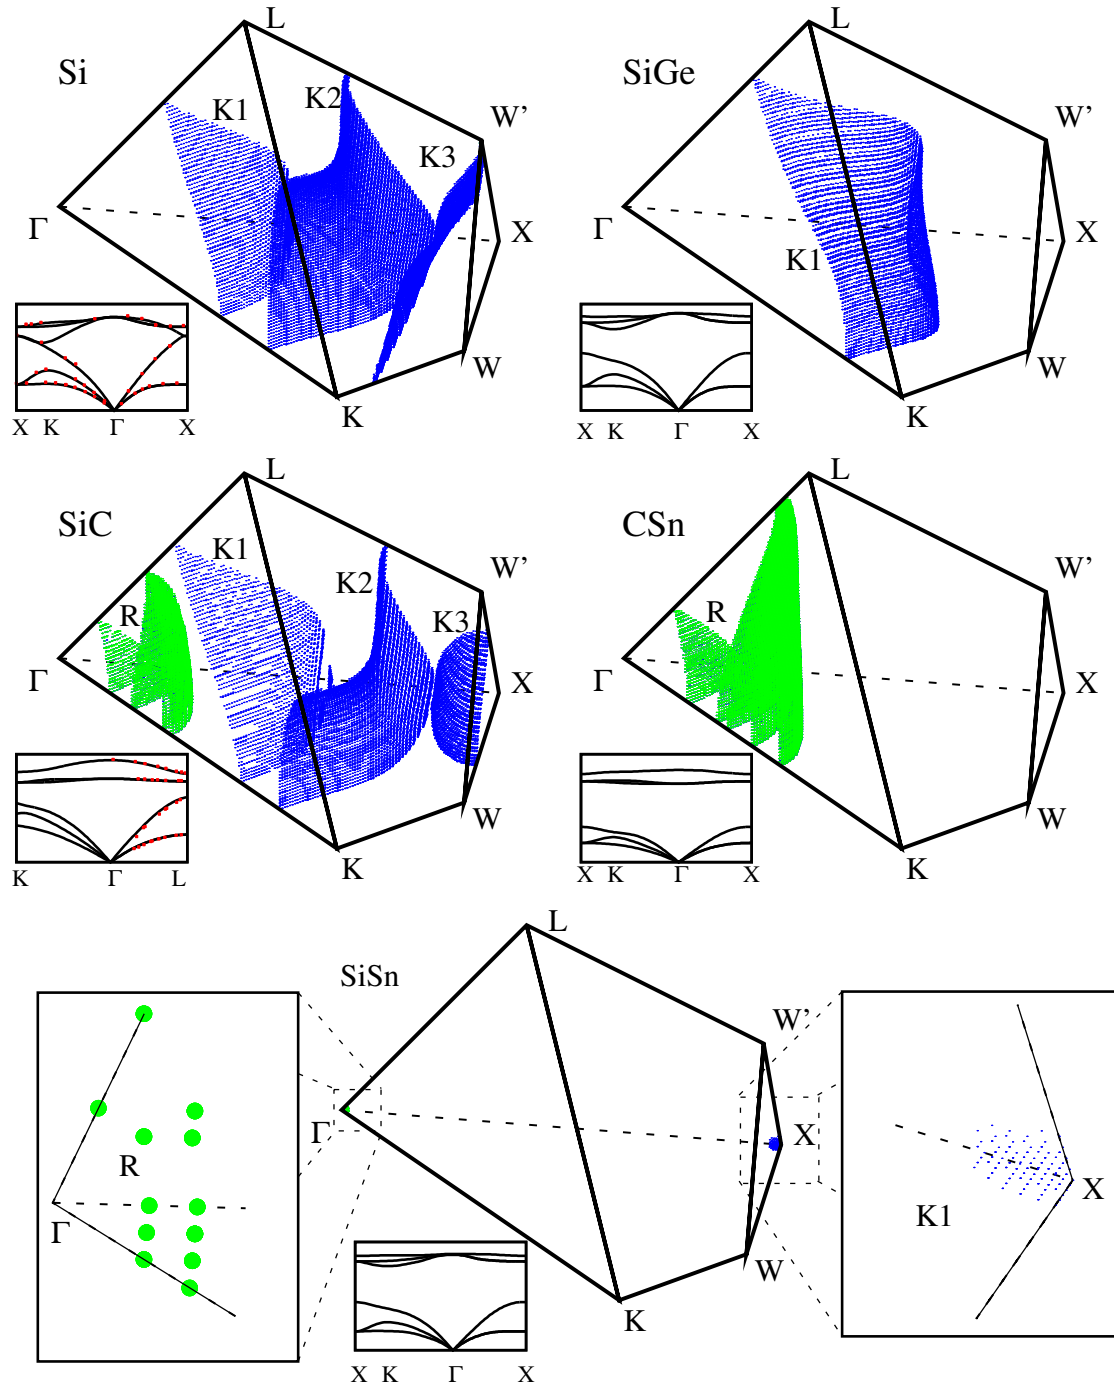 L
Si
K1
K2
W'
K3
Γ
X
W
K
X K Γ X
L
SiGe
W'
Γ
X
K1
W
K
X K Γ X
L
SiC
K1
K2
W'
R
K3
Γ
X
W
K
K Γ L
L
CSn
W'
R
Γ
X
W
K
X K Γ X
L
SiSn
W'
Γ
X
W
K
X K Γ X
R
Γ
X
K1